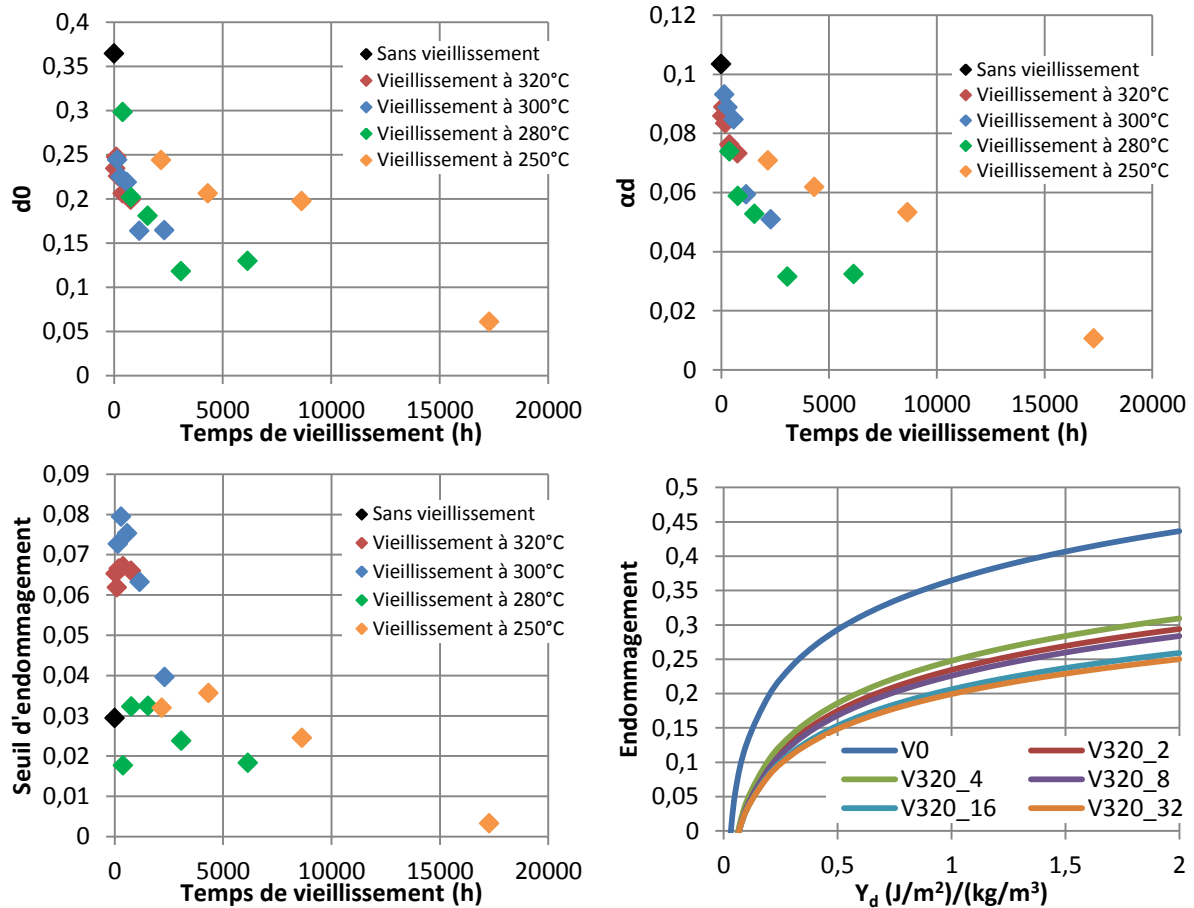 0,4
0,35
0,3
0,25
0,2
0,15
0,1
0,05
0
d0
0
5000
10000
15000
20000
Temps de vieillissement (h)
Sans vieillissement
Vieillissement à 320°C
Vieillissement à 300°C
Vieillissement à 280°C
Vieillissement à 250°C
0,12
0,1
0,08
0,06
0,04
0,02
0
αd
0
5000
10000
15000
20000
Temps de vieillissement (h)
Sans vieillissement
Vieillissement à 320°C
Vieillissement à 300°C
Vieillissement à 280°C
Vieillissement à 250°C
0,09
0,08
0,07
0,06
0,05
0,04
0,03
0,02
0,01
0
Seuil d'endommagement
0
5000
10000
15000
20000
Temps de vieillissement (h)
Sans vieillissement
Vieillissement à 320°C
Vieillissement à 300°C
Vieillissement à 280°C
Vieillissement à 250°C
0,5
0,45
0,4
0,35
0,3
0,25
0,2
0,15
0,1
0,05
0
Endommagement
0
0,5
1
1,5
2
Y_d (J/m²)/(kg/m³)
V0
V320_2
V320_4
V320_8
V320_16
V320_32